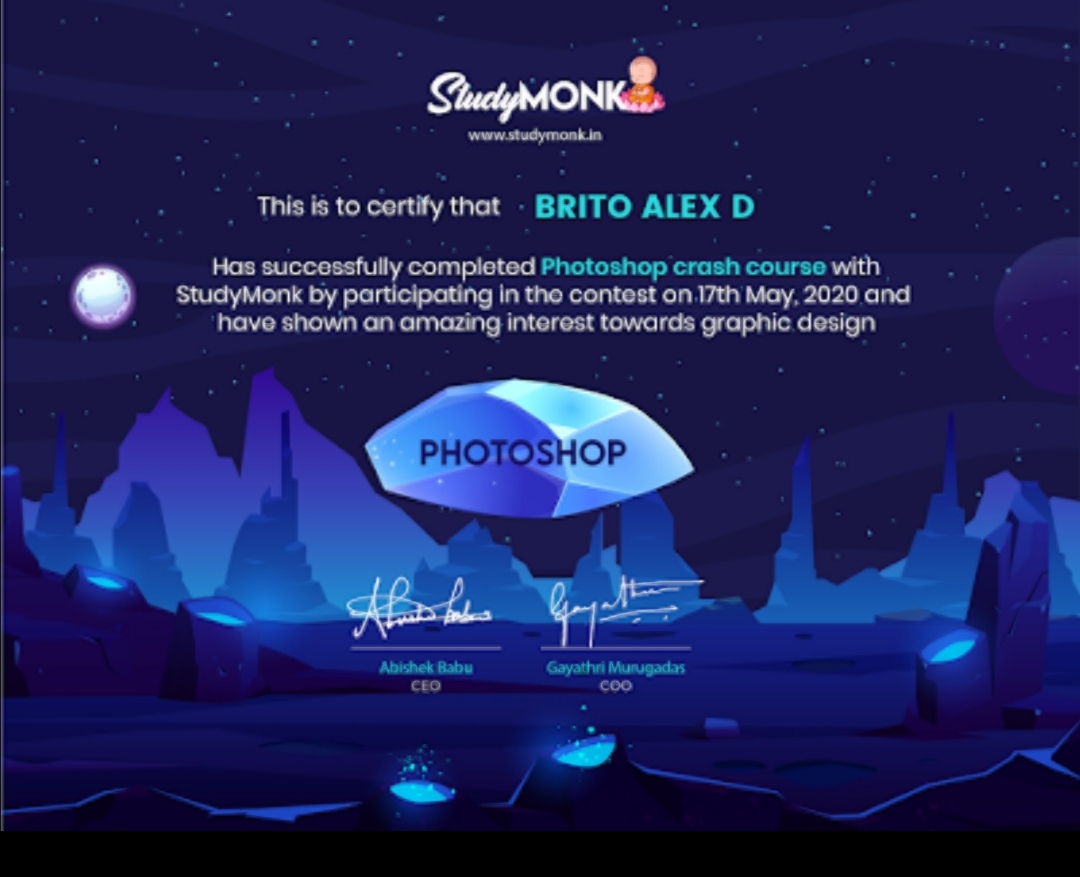 StudyMONK
www.studymonk.in
This is to certify that BRITO ALEX D
Has successfully completed Photoshop crash course with
StudyMonk by participating in the contest on 17th May, 2020 and
have shown an amazing interest towards graphic design
PHOTOSHOP
Abishek Babu Gayathri
Abishek Babu Gayathri Murugadas
CEO COO